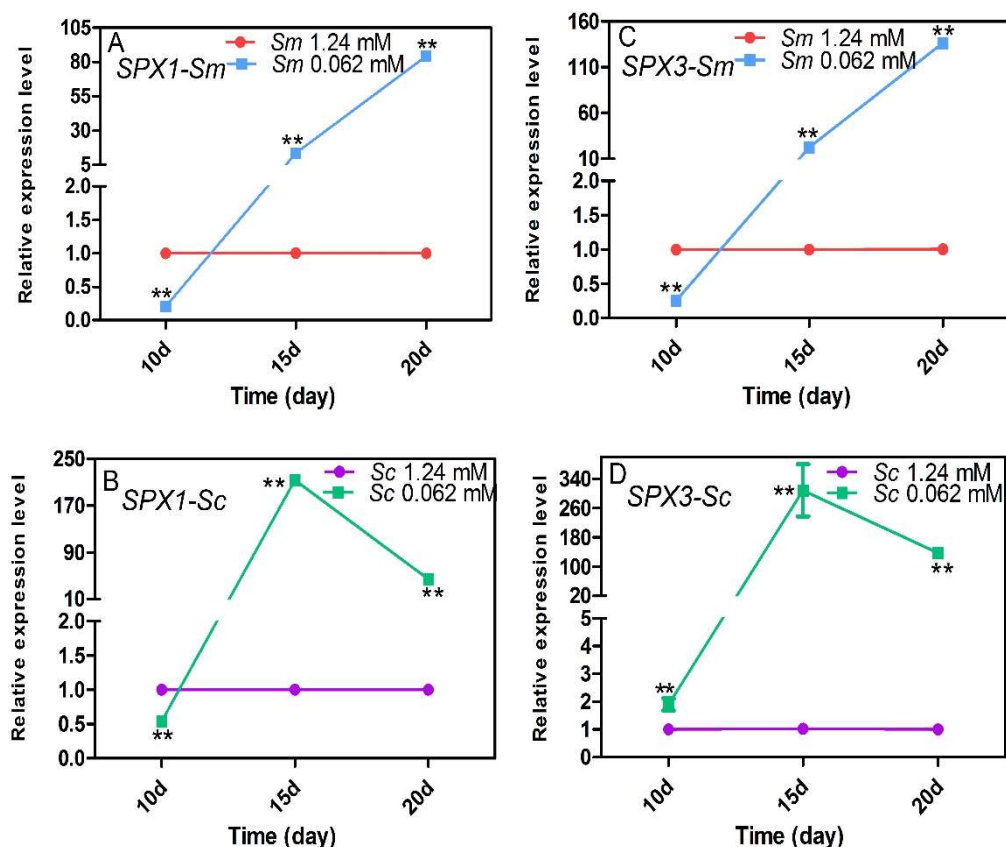 A
SPX1-Sm
Sm 1.24 mM
Sm 0.062 mM
Relative expression level
105
80
55
30
5
2.0
1.5
1.0
0.5
0.0
**
**
**
10d
15d
20d
Time (day)
C
SPX3-Sm
Sm 1.24 mM
Sm 0.062 mM
Relative expression level
160
110
60
10
2.0
1.5
1.0
0.5
0.0
**
**
**
10d
15d
20d
Time (day)
B
SPX1-Sc
Sc 1.24 mM
Sc 0.062 mM
Relative expression level
250
170
90
10
2.0
1.5
1.0
0.5
0.0
**
**
**
10d
15d
20d
Time (day)
D
SPX3-Sc
Sc 1.24 mM
Sc 0.062 mM
Relative expression level
340
260
180
100
20
5
4
3
2
1
0
**
**
**
10d
15d
20d
Time (day)